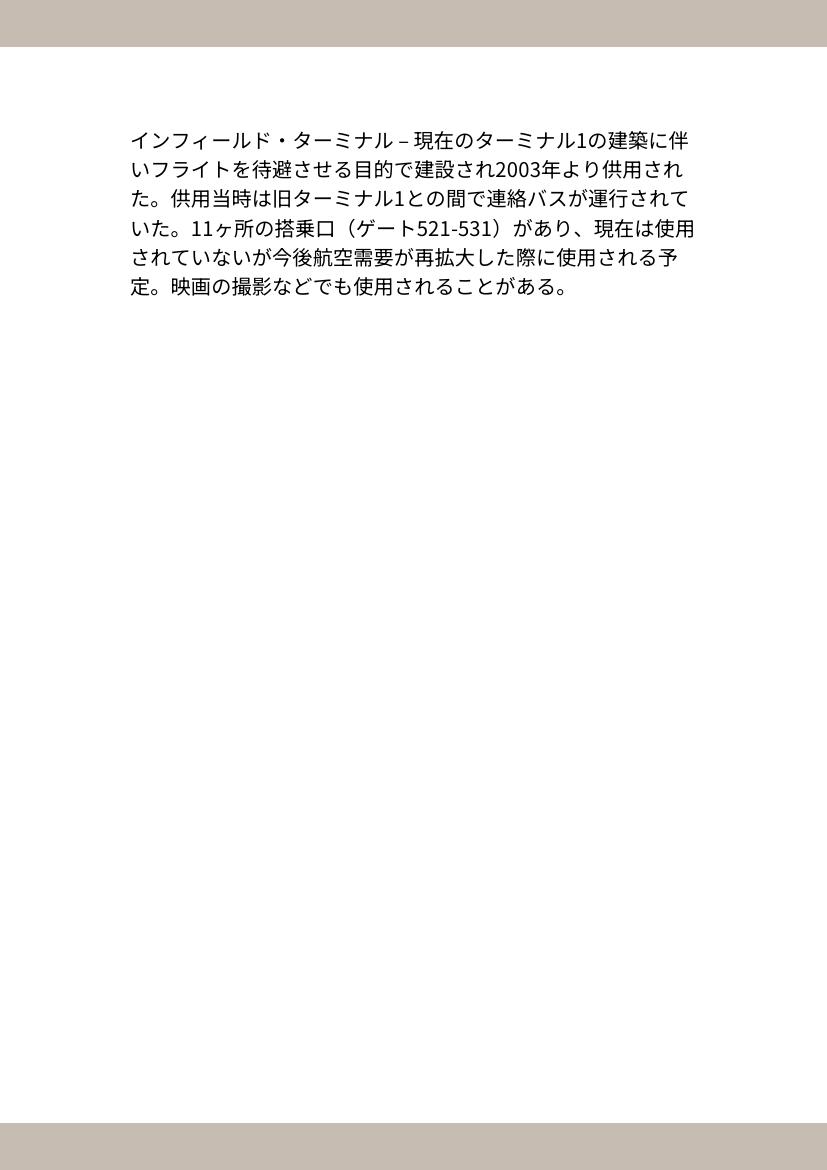 インフィールド・ターミナル – 現在のターミナル1の建築に伴
いフライトを待避させる目的で建設され2003年より供用され
た。供用当時は旧ターミナル1との間で連絡バスが運行されて
いた。11ヶ所の搭乗口（ゲート521-531）があり、現在は使用
されていないが今後航空需要が再拡大した際に使用される予
定。映画の撮影などでも使用されることがある。